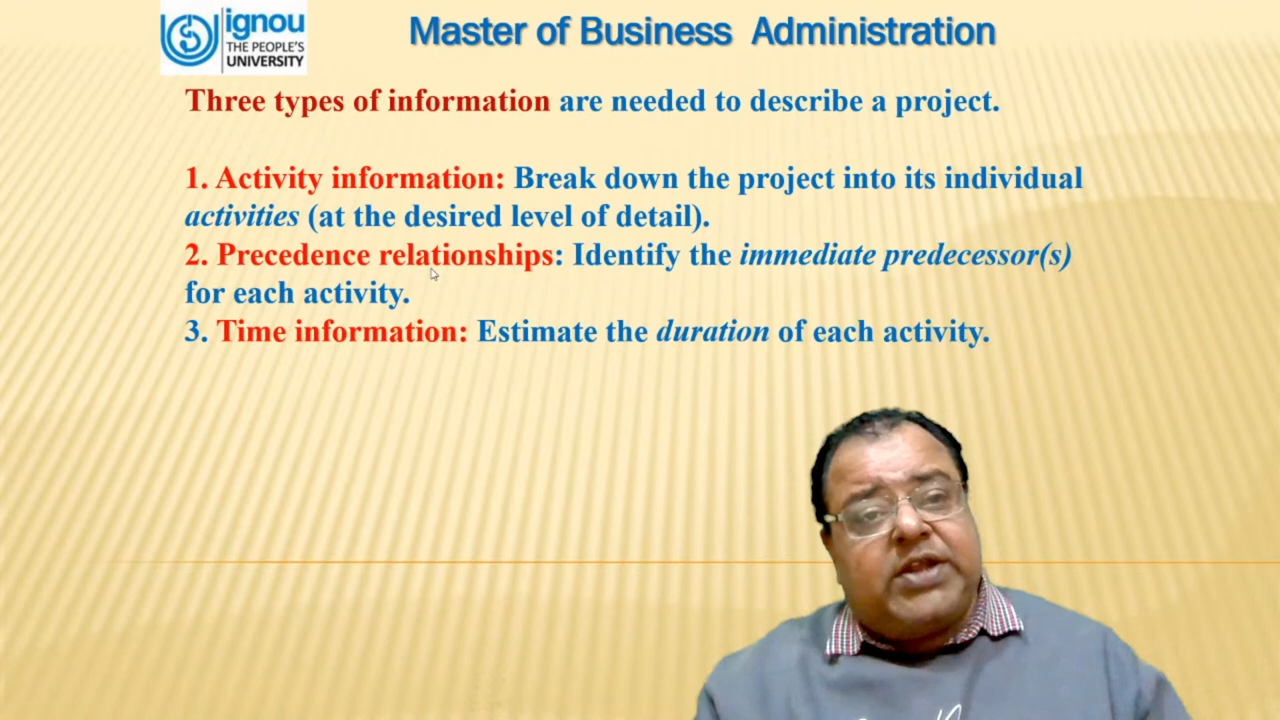 ignou
THE PEOPLE'S
UNIVERSITY
Master of Business Administration
Three types of information are needed to describe a project.
1. Activity information: Break down the project into its individual
activities (at the desired level of detail).
2. Precedence relationships: Identify the immediate predecessor(s)
for each activity.
3. Time information: Estimate the duration of each activity.